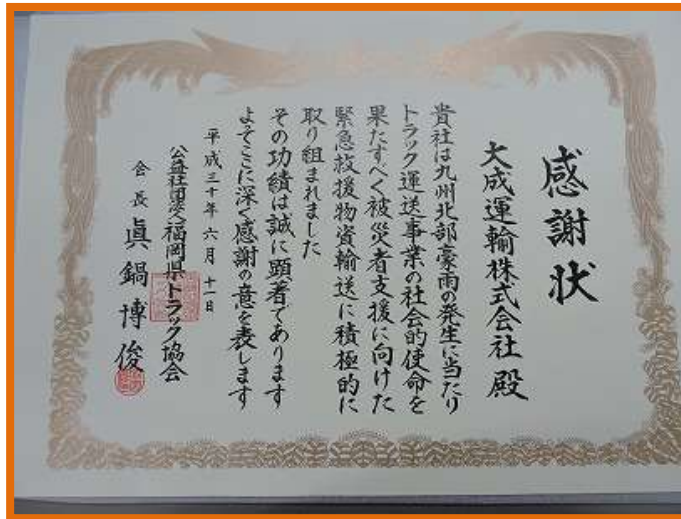 感謝状
大成運輸株式会社 殿
貴社は九州北部豪雨の発生に当たり
トラック運送事業の社会的使命を
果たすべく被災者支援に向けた
緊急救援物資輸送に積極的に
取り組まれました
その功績は誠に顕著であります
よってここに深く感謝の意を表します
平成三十年六月十一日
公益社団法人福岡県トラック協会
会長 眞鍋博俊